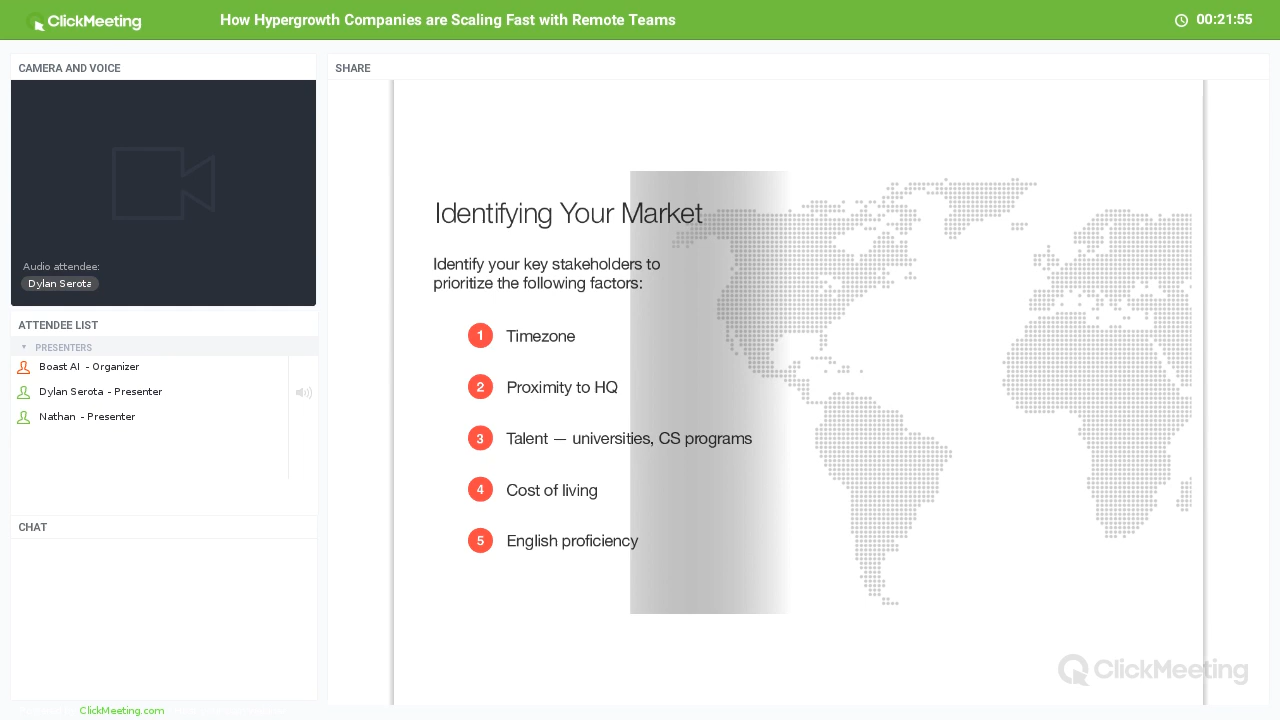 ClickMeeting
How Hypergrowth Companies are Scaling Fast with Remote Teams
00:21:55
CAMERA AND VOICE
Audio attendee:
Dylan Serota
ATTENDEE LIST
PRESENTERS
Boast AI - Organizer
Dylan Serota - Presenter
Nathan - Presenter
CHAT
ClickMeeting.com
SHARE
Identifying Your Market
Identify your key stakeholders to
prioritize the following factors:
1 Timezone
2 Proximity to HQ
3 Talent — universities, CS programs
4 Cost of living
5 English proficiency
ClickMeeting